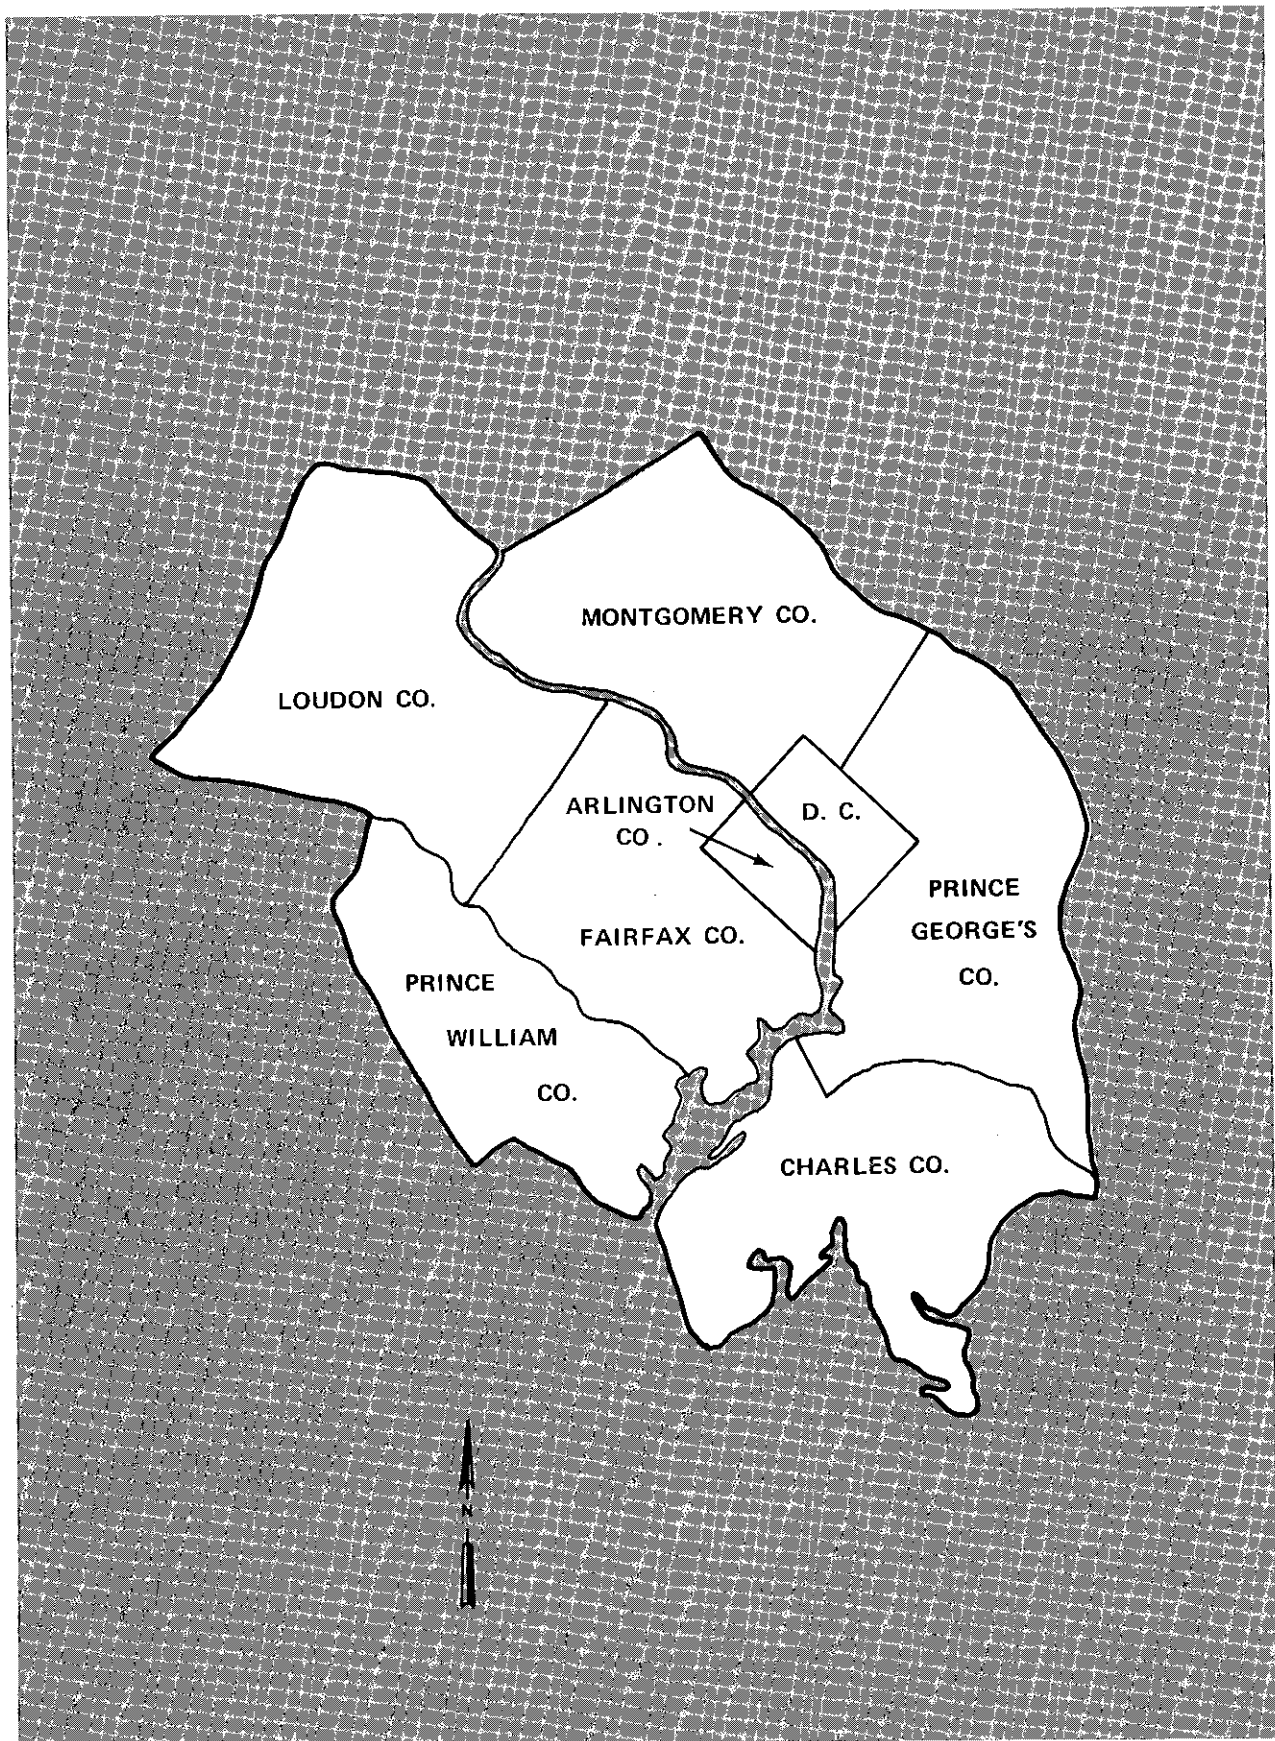 MONTGOMERY CO.
LOUDON CO.
ARLINGTON
CO.
D. C.
PRINCE
GEORGE'S
CO.
FAIRFAX CO.
PRINCE
WILLIAM
CO.
CHARLES CO.
N